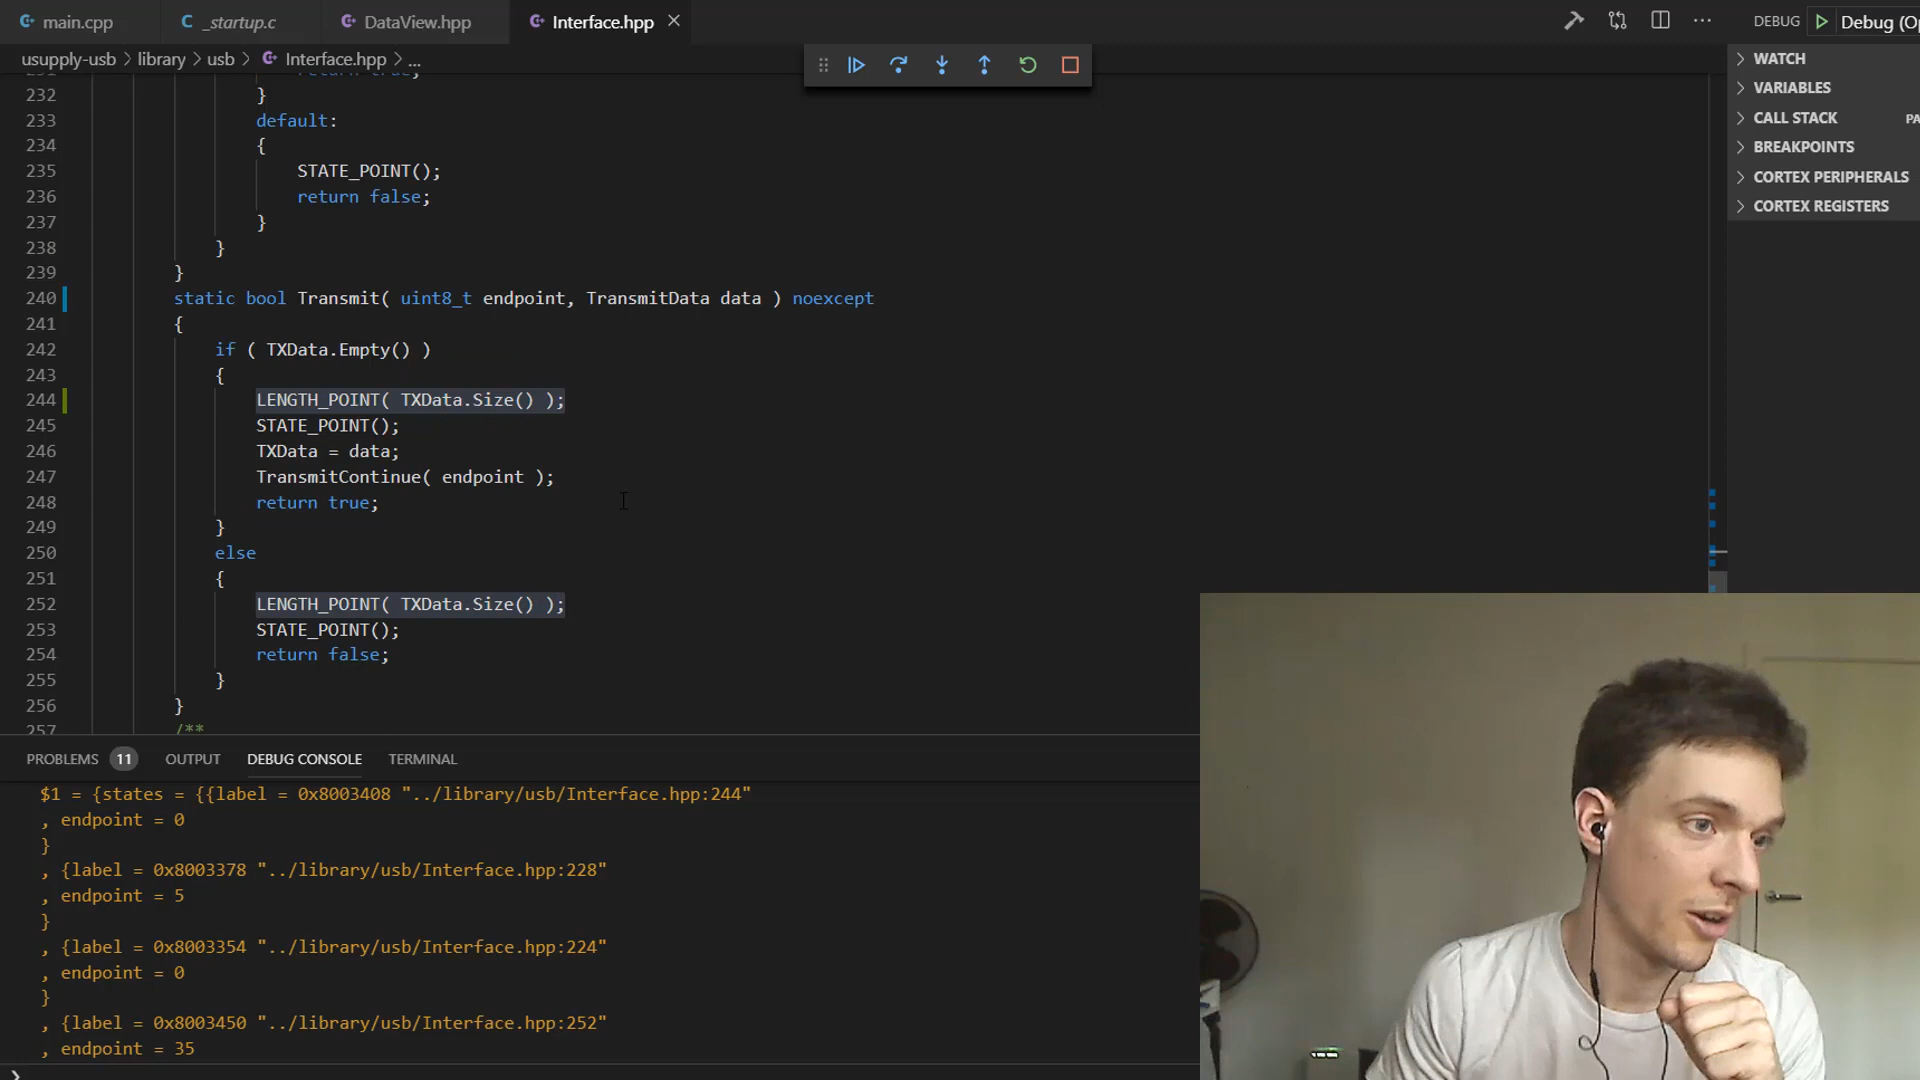 main.cpp
_startup.c
DataView.hpp
Interface.hpp
DEBUG
Debug (Op
usupply-usb > library > usb > Interface.hpp > ...
231 return true;
232 }
233 default:
234 {
235 STATE_POINT();
236 return false;
237 }
238 }
239 }
240 static bool Transmit( uint8_t endpoint, TransmitData data ) noexcept
241 {
242 if ( TXData.Empty() )
243 {
244 LENGTH_POINT( TXData.Size() );
245 STATE_POINT();
246 TXData = data;
247 TransmitContinue( endpoint );
248 return true;
249 }
250 else
251 {
252 LENGTH_POINT( TXData.Size() );
253 STATE_POINT();
254 return false;
255 }
256 }
257 /**
WATCH
VARIABLES
CALL STACK
PA
BREAKPOINTS
CORTEX PERIPHERALS
CORTEX REGISTERS
PROBLEMS 11 OUTPUT DEBUG CONSOLE TERMINAL
$1 = {states = {{label = 0x8003408 "../library/usb/Interface.hpp:244"
, endpoint = 0
}
, {label = 0x8003378 "../library/usb/Interface.hpp:228"
, endpoint = 5
}
, {label = 0x8003354 "../library/usb/Interface.hpp:224"
, endpoint = 0
}
, {label = 0x8003450 "../library/usb/Interface.hpp:252"
, endpoint = 35